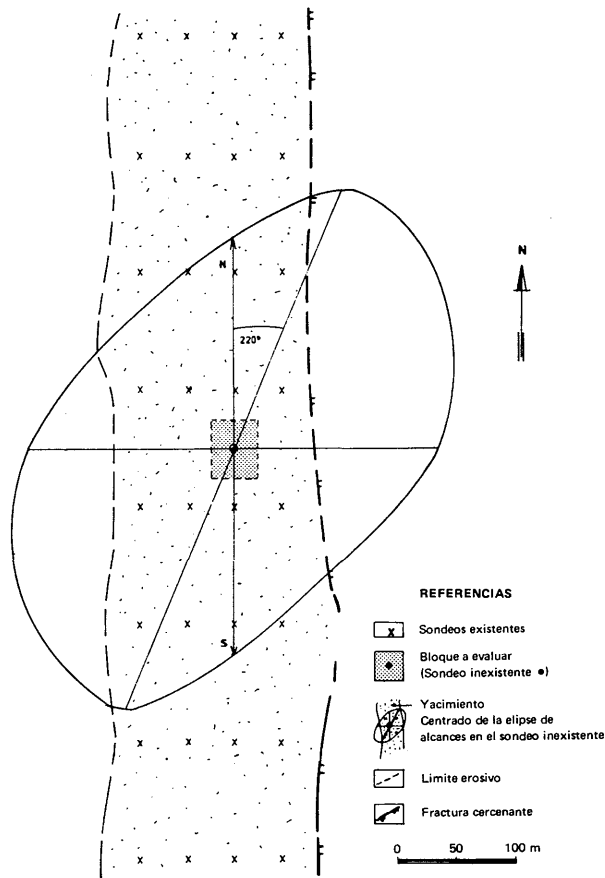 N
220°
S
N
REFERENCIAS
x Sondeos existentes
Bloque a evaluar
(Sondeo inexistente ●)
Yacimiento
Centrado de la elipse de
alcances en el sondeo inexistente
Limite erosivo
Fractura cercenante
0 50 100 m